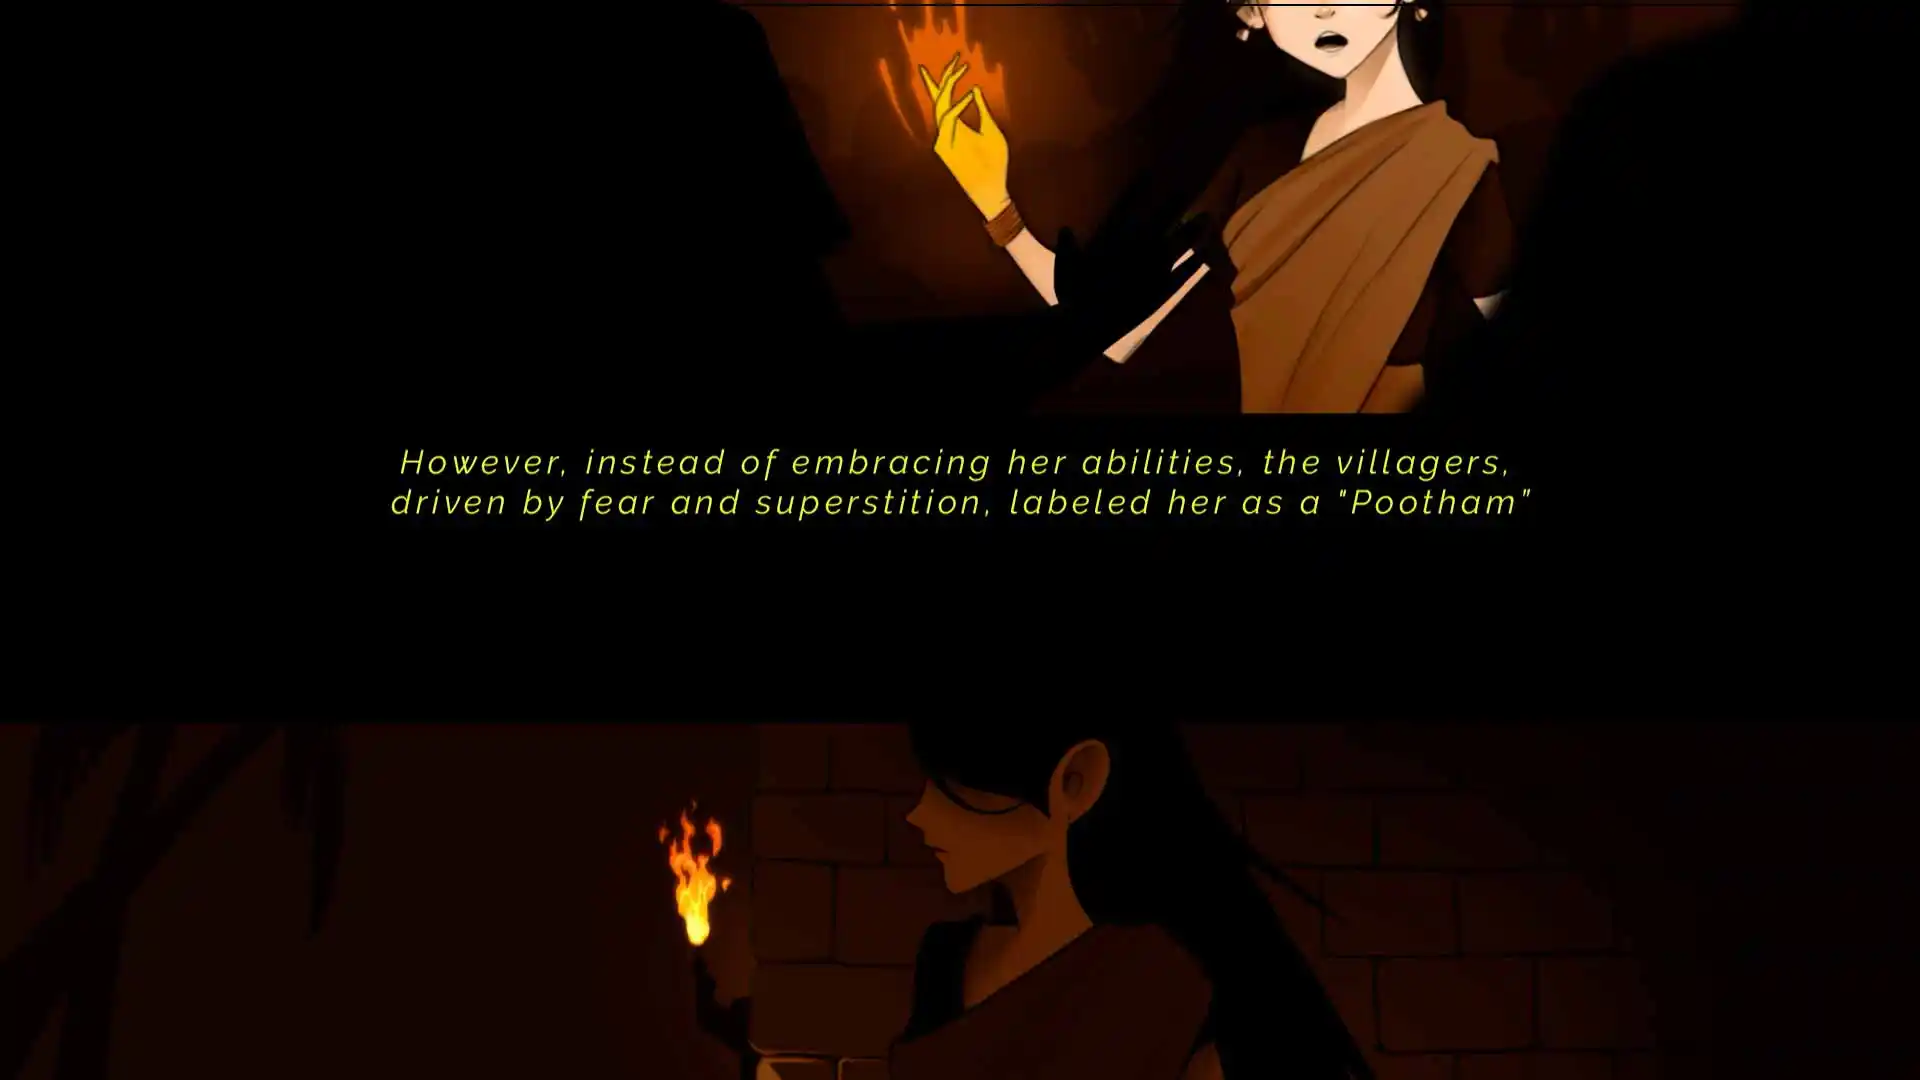 However, instead of embracing her abilities, the villagers,
driven by fear and superstition, labeled her as a "Pootham"